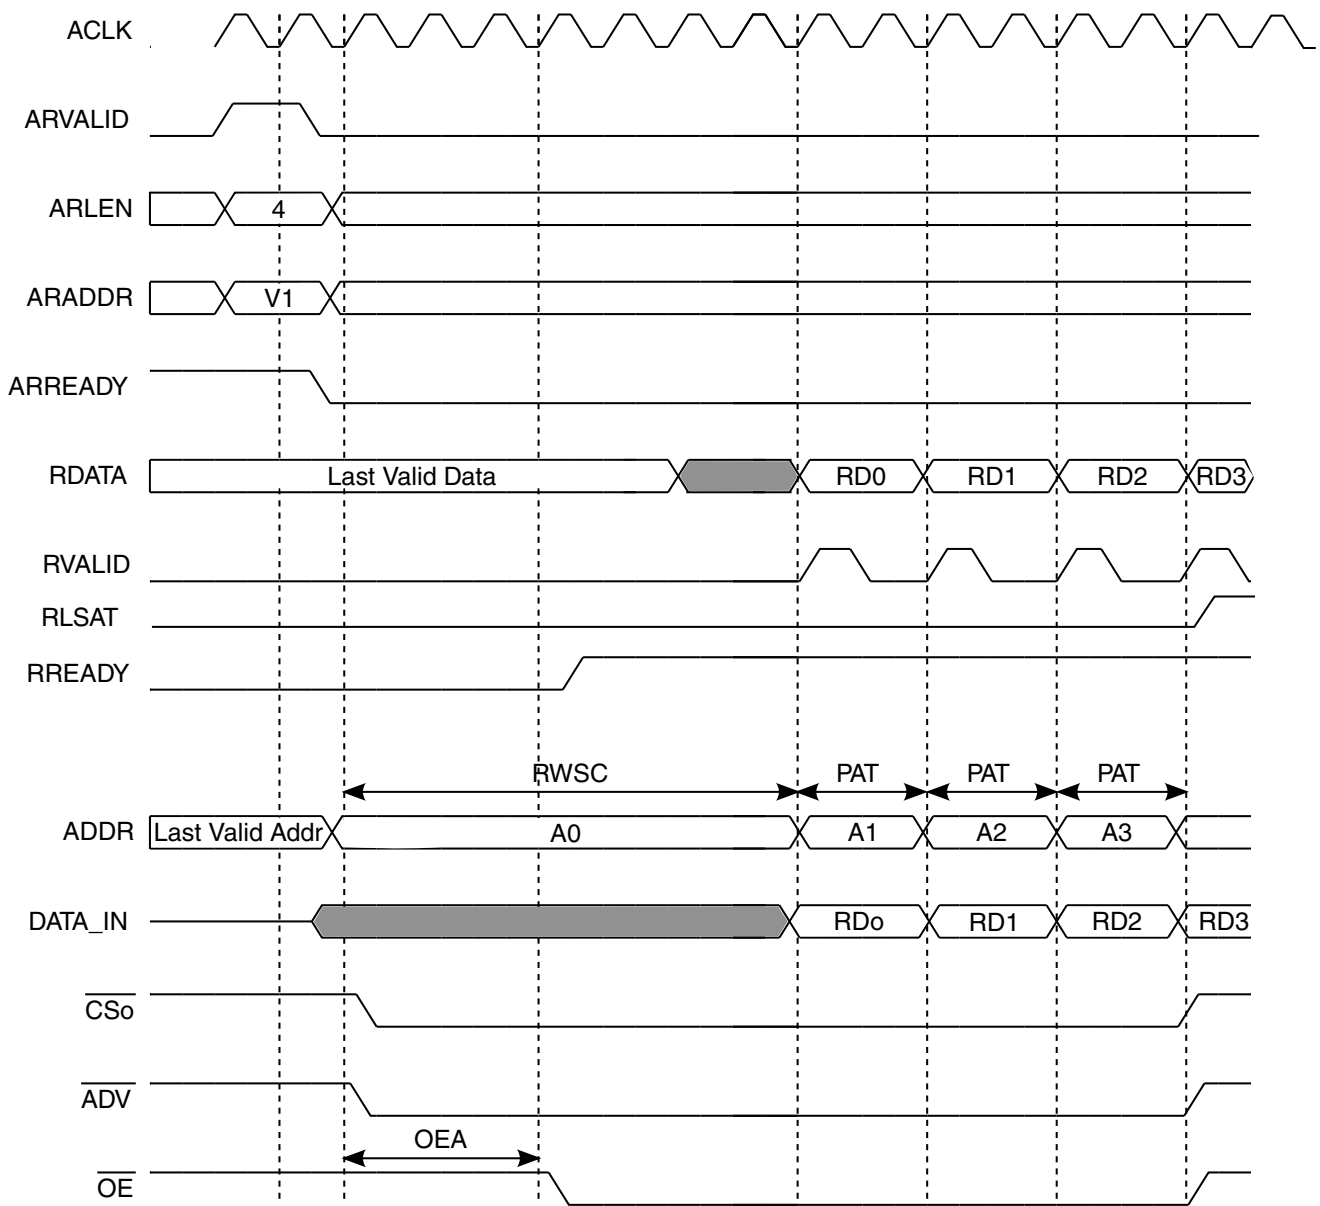 ACLK
ARVALID
ARLEN 4
ARADDR V1
ARREADY
RDATA Last Valid Data RD0 RD1 RD2 RD3
RVALID
RLSAT
RREADY
RWSC PAT PAT PAT
ADDR Last Valid Addr A0 A1 A2 A3
DATA_IN RDo RD1 RD2 RD3
CSo
ADV
OEA
OE